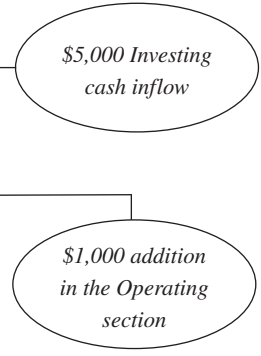 $5,000 Investing
cash inflow
$1,000 addition
in the Operating
section